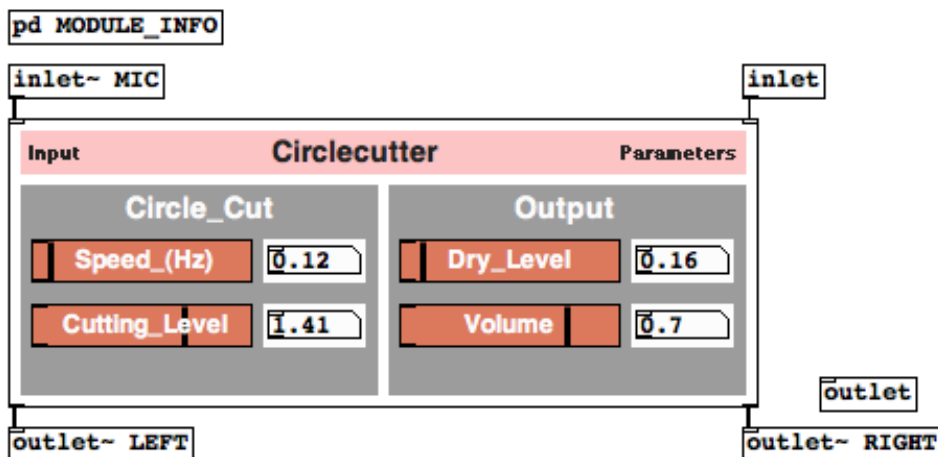 pd MODULE_INFO
inlet~ MIC
inlet
Input
Circlecutter
Parameters
Circle_Cut
Speed_(Hz)
0.12
Cutting_Level
1.41
Output
Dry_Level
0.16
Volume
0.7
outlet
outlet~ LEFT
outlet~ RIGHT